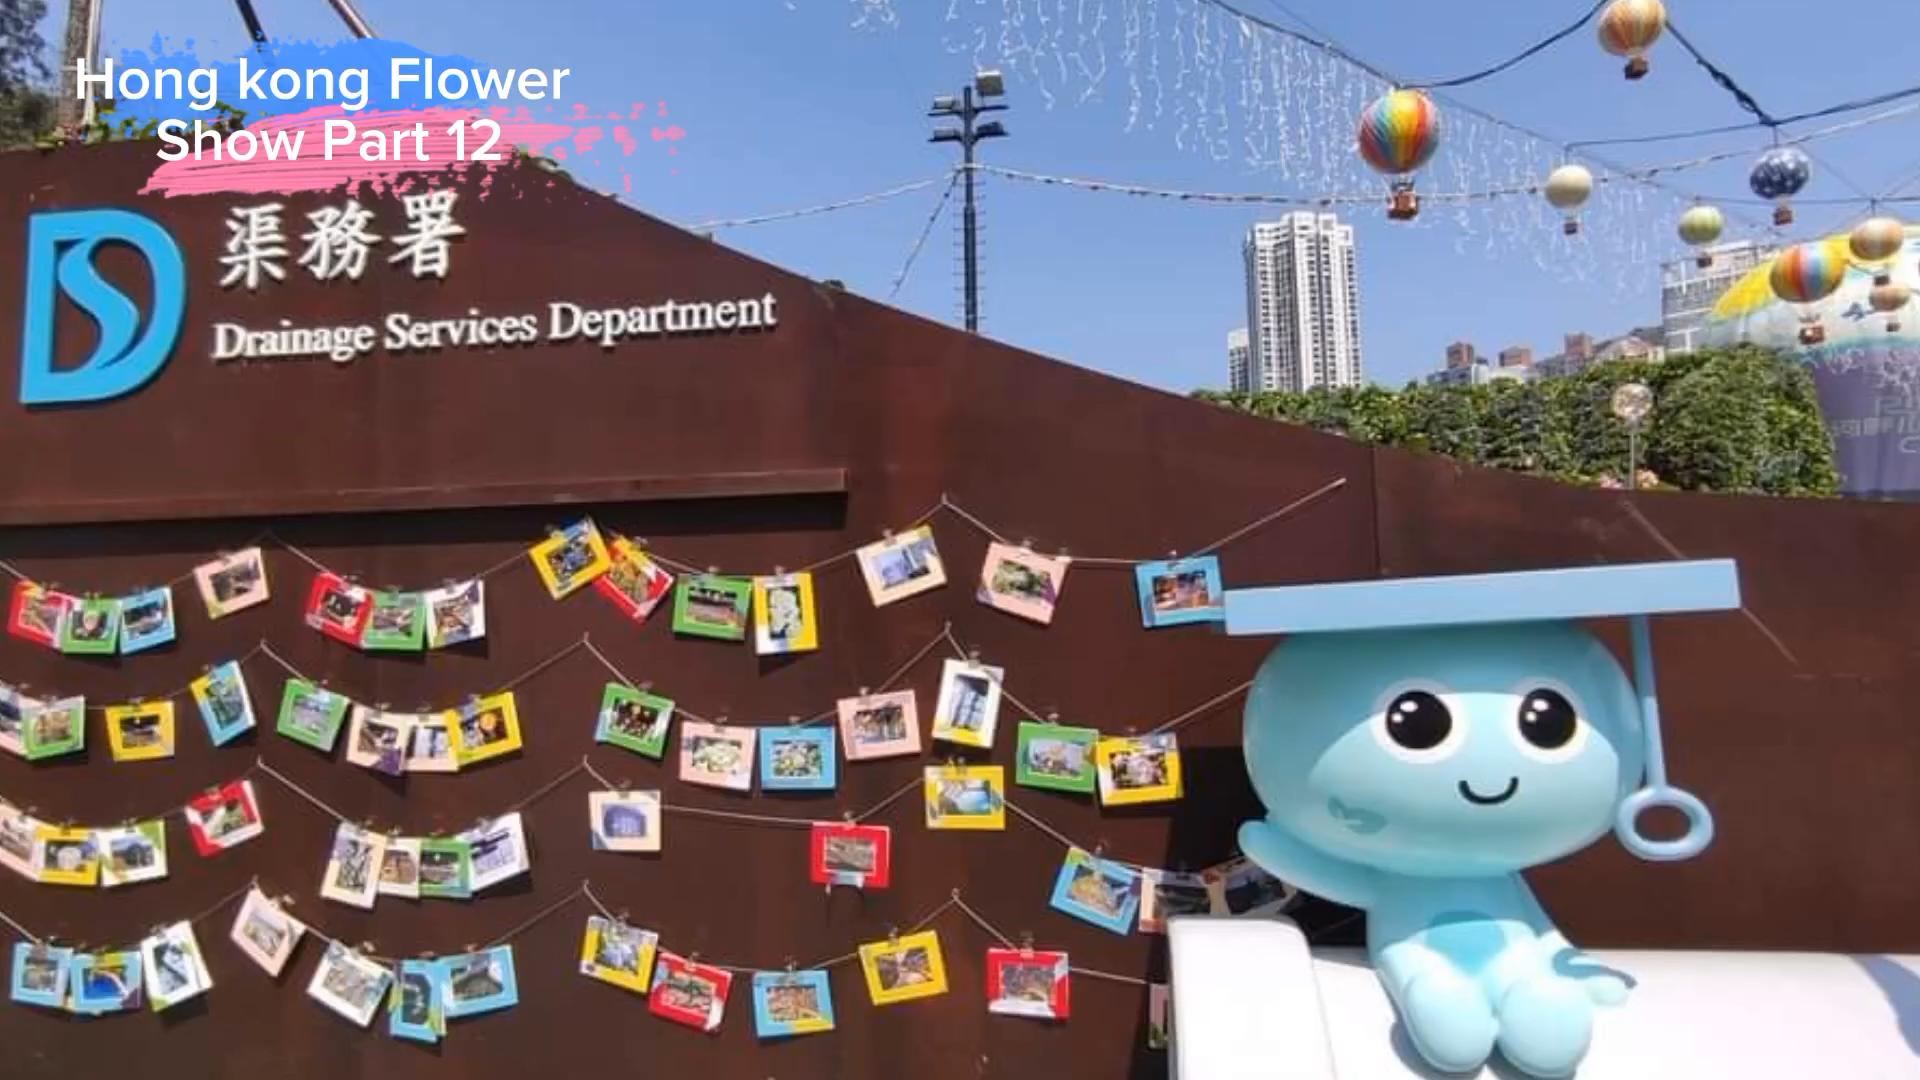 Hong kong Flower
Show Part 12
渠務署
Drainage Services Department